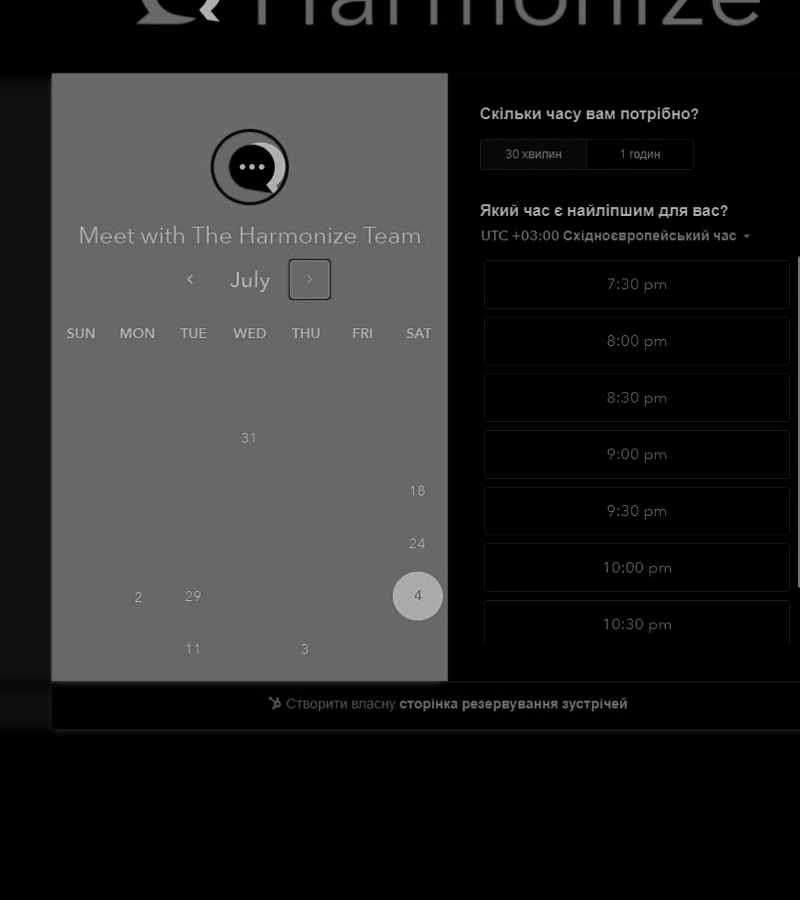 Harmonize
Meet with The Harmonize Team
July
SUN MON TUE WED THU FRI SAT
31
18
24
2 29 4
11 3
Скільки часу вам потрібно?
30 хвилин 1 годин
Який час є найліпшим для вас?
UTC +03:00 Східноєвропейський час
7:30 pm
8:00 pm
8:30 pm
9:00 pm
9:30 pm
10:00 pm
10:30 pm
Створити власну сторінка резервування зустрічей